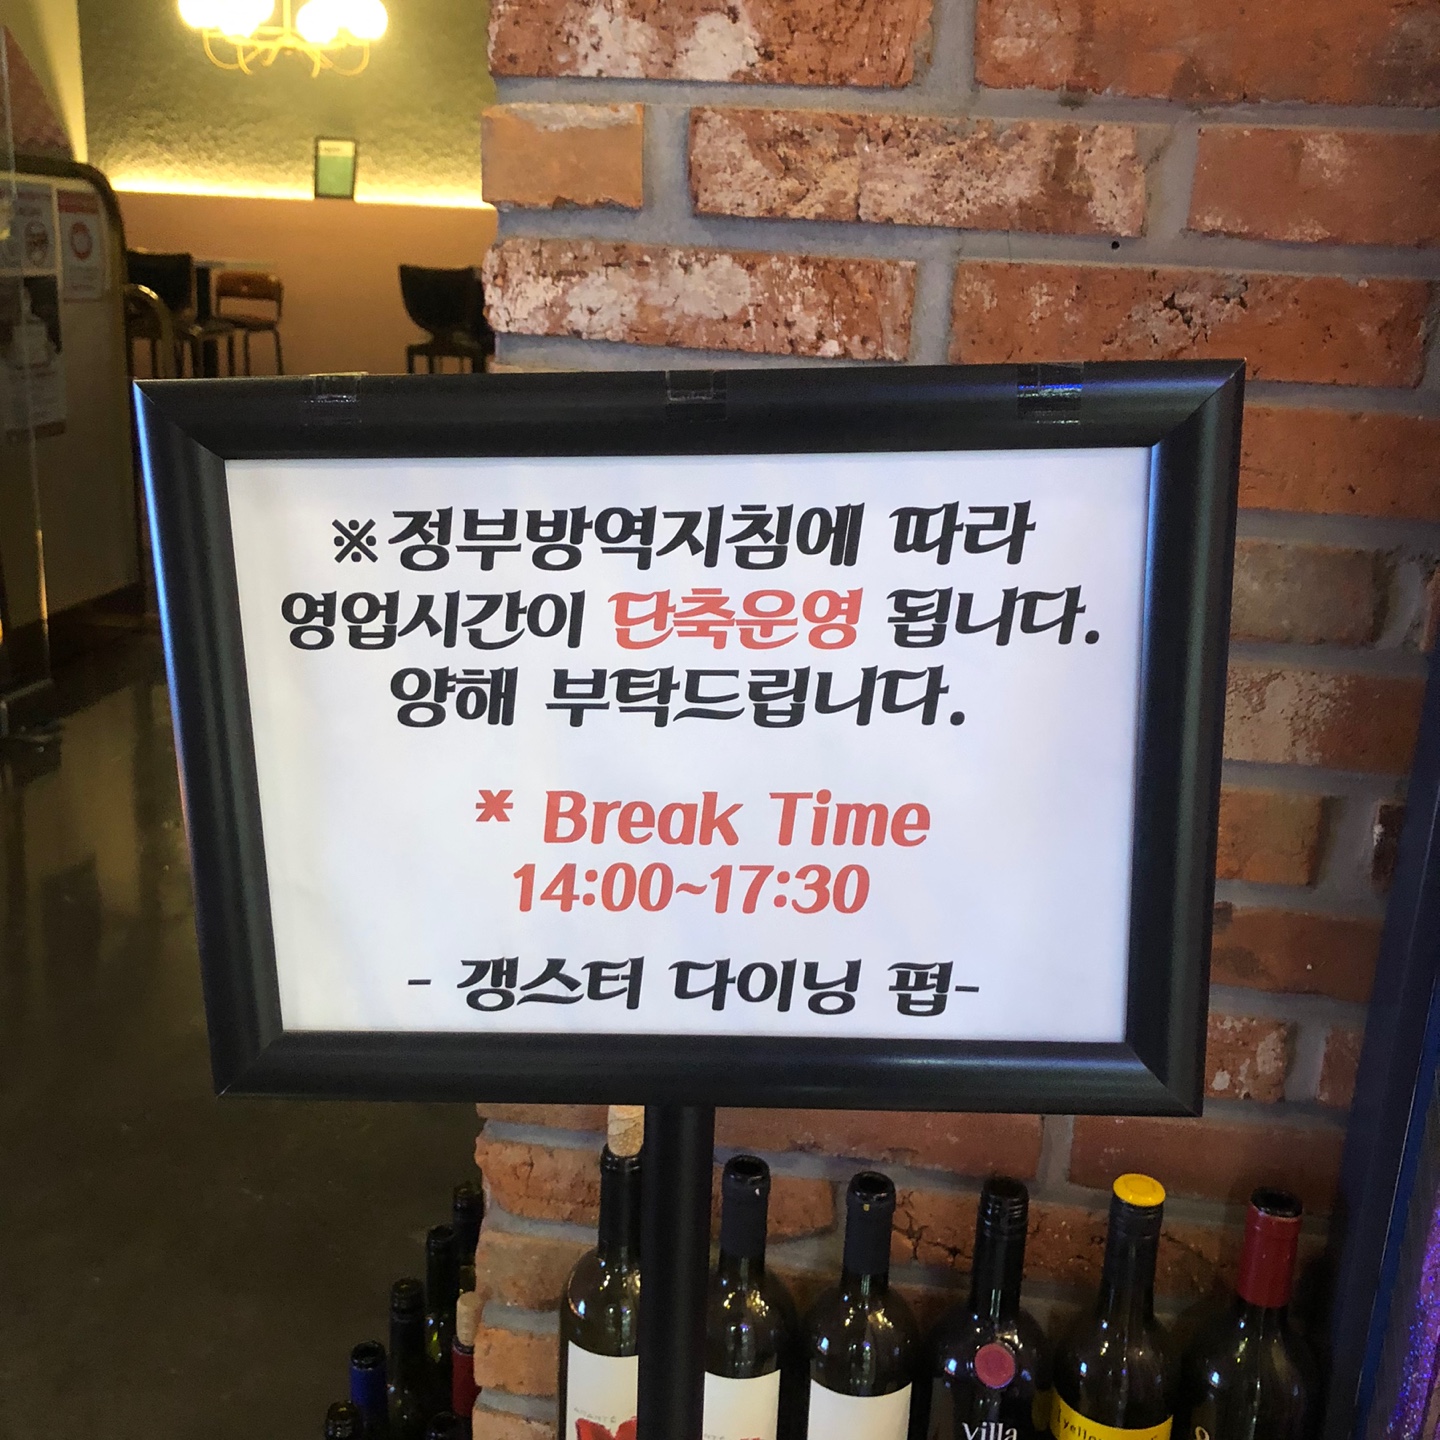 ※정부방역지침에 따라
영업시간이 단축운영 됩니다.
양해 부탁드립니다.
* Break Time
14:00~17:30
- 갱스터 다이닝 펍-
villa
yellow